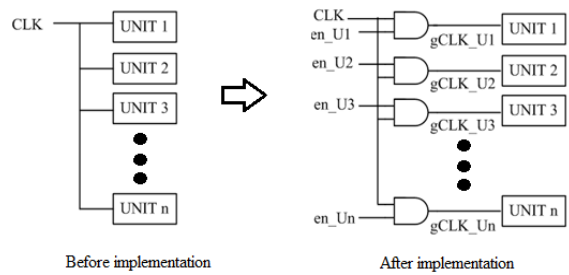 CLK
UNIT 1
UNIT 2
UNIT 3
UNIT n
Before implementation
CLK
en_U1
gCLK_U1
UNIT 1
en_U2
gCLK_U2
UNIT 2
en_U3
gCLK_U3
UNIT 3
en_Un
gCLK_Un
UNIT n
After implementation